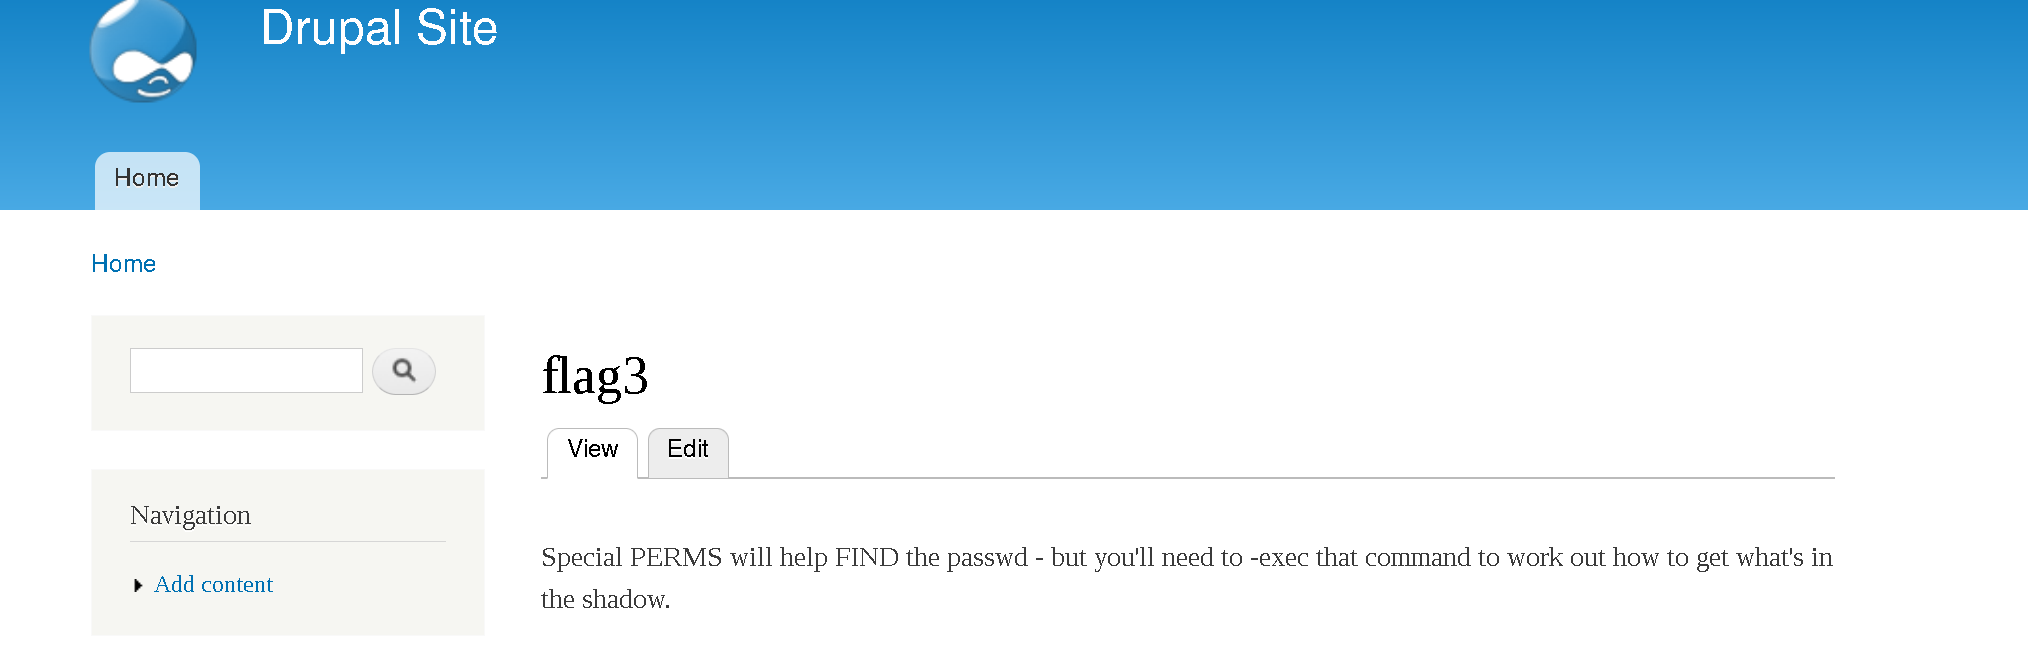 Drupal Site
Home
Home
flag3
View Edit
Navigation
Add content
Special PERMS will help FIND the passwd - but you'll need to -exec that command to work out how to get what's in
the shadow.